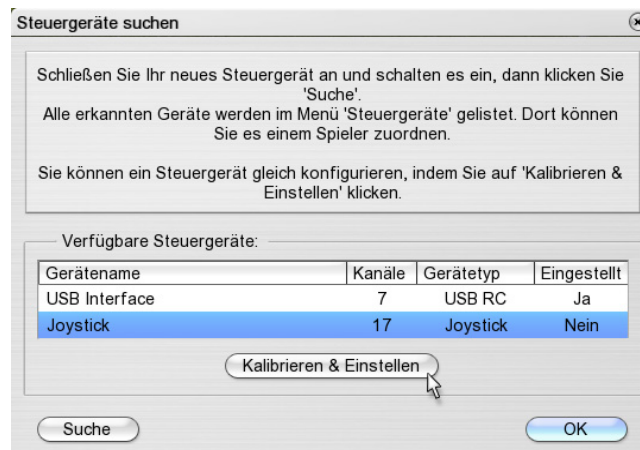 Steuergeräte suchen
Schließen Sie Ihr neues Steuergerät an und schalten es ein, dann klicken Sie
'Suche'.
Alle erkannten Geräte werden im Menü 'Steuergeräte' gelistet. Dort können
Sie es einem Spieler zuordnen.
Sie können ein Steuergerät gleich konfigurieren, indem Sie auf 'Kalibrieren &
Einstellen' klicken.
Verfügbare Steuergeräte:
Gerätename Kanäle Gerätetyp Eingestellt
USB Interface 7 USB RC Ja
Joystick 17 Joystick Nein
Kalibrieren & Einstellen
Suche OK